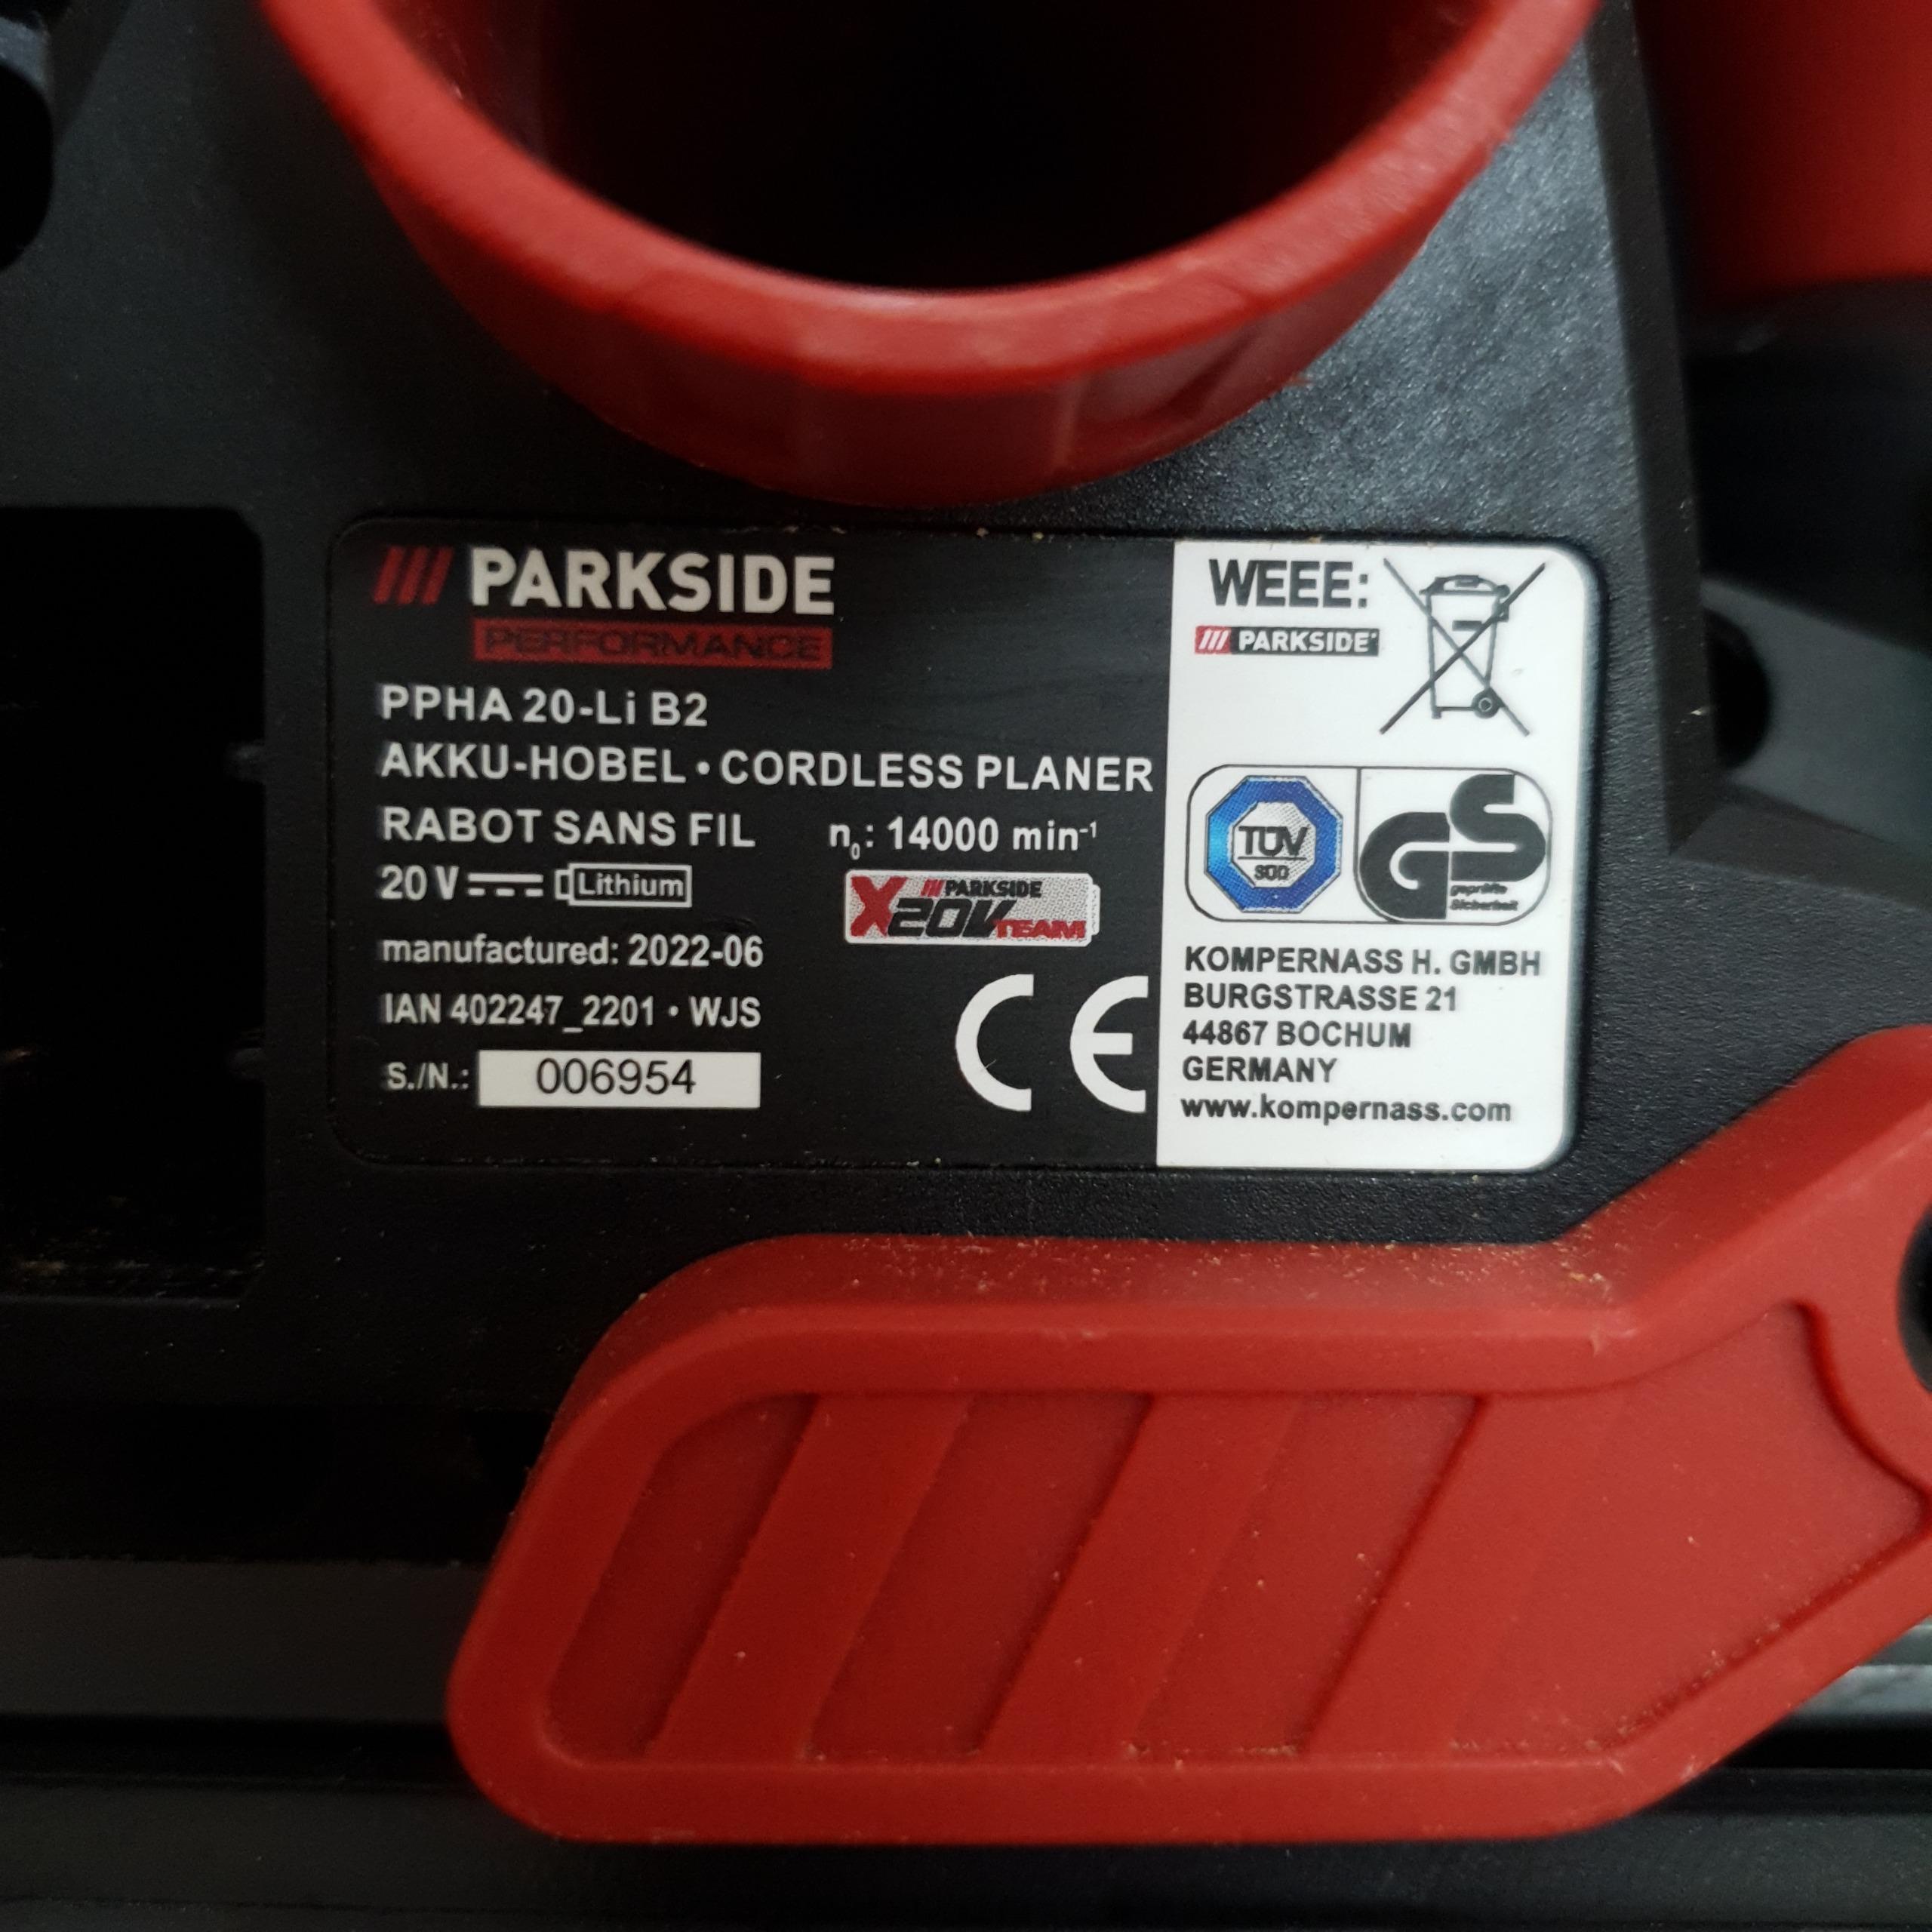 PARKSIDE
PERFORMANCE
PPHA 20-Li B2
AKKU-HOBEL • CORDLESS PLANER
RABOT SANS FIL n₀: 14000 min⁻¹
20 V Lithium
PARKSIDE
X20V TEAM
manufactured: 2022-06
IAN 402247_2201 • WJS
S./N.: 006954
CE
WEEE:
PARKSIDE®
TÜV
SÜD
GS
geprüfte
Sicherheit
KOMPERNASS H. GMBH
BURGSTRASSE 21
44867 BOCHUM
GERMANY
www.kompernass.com